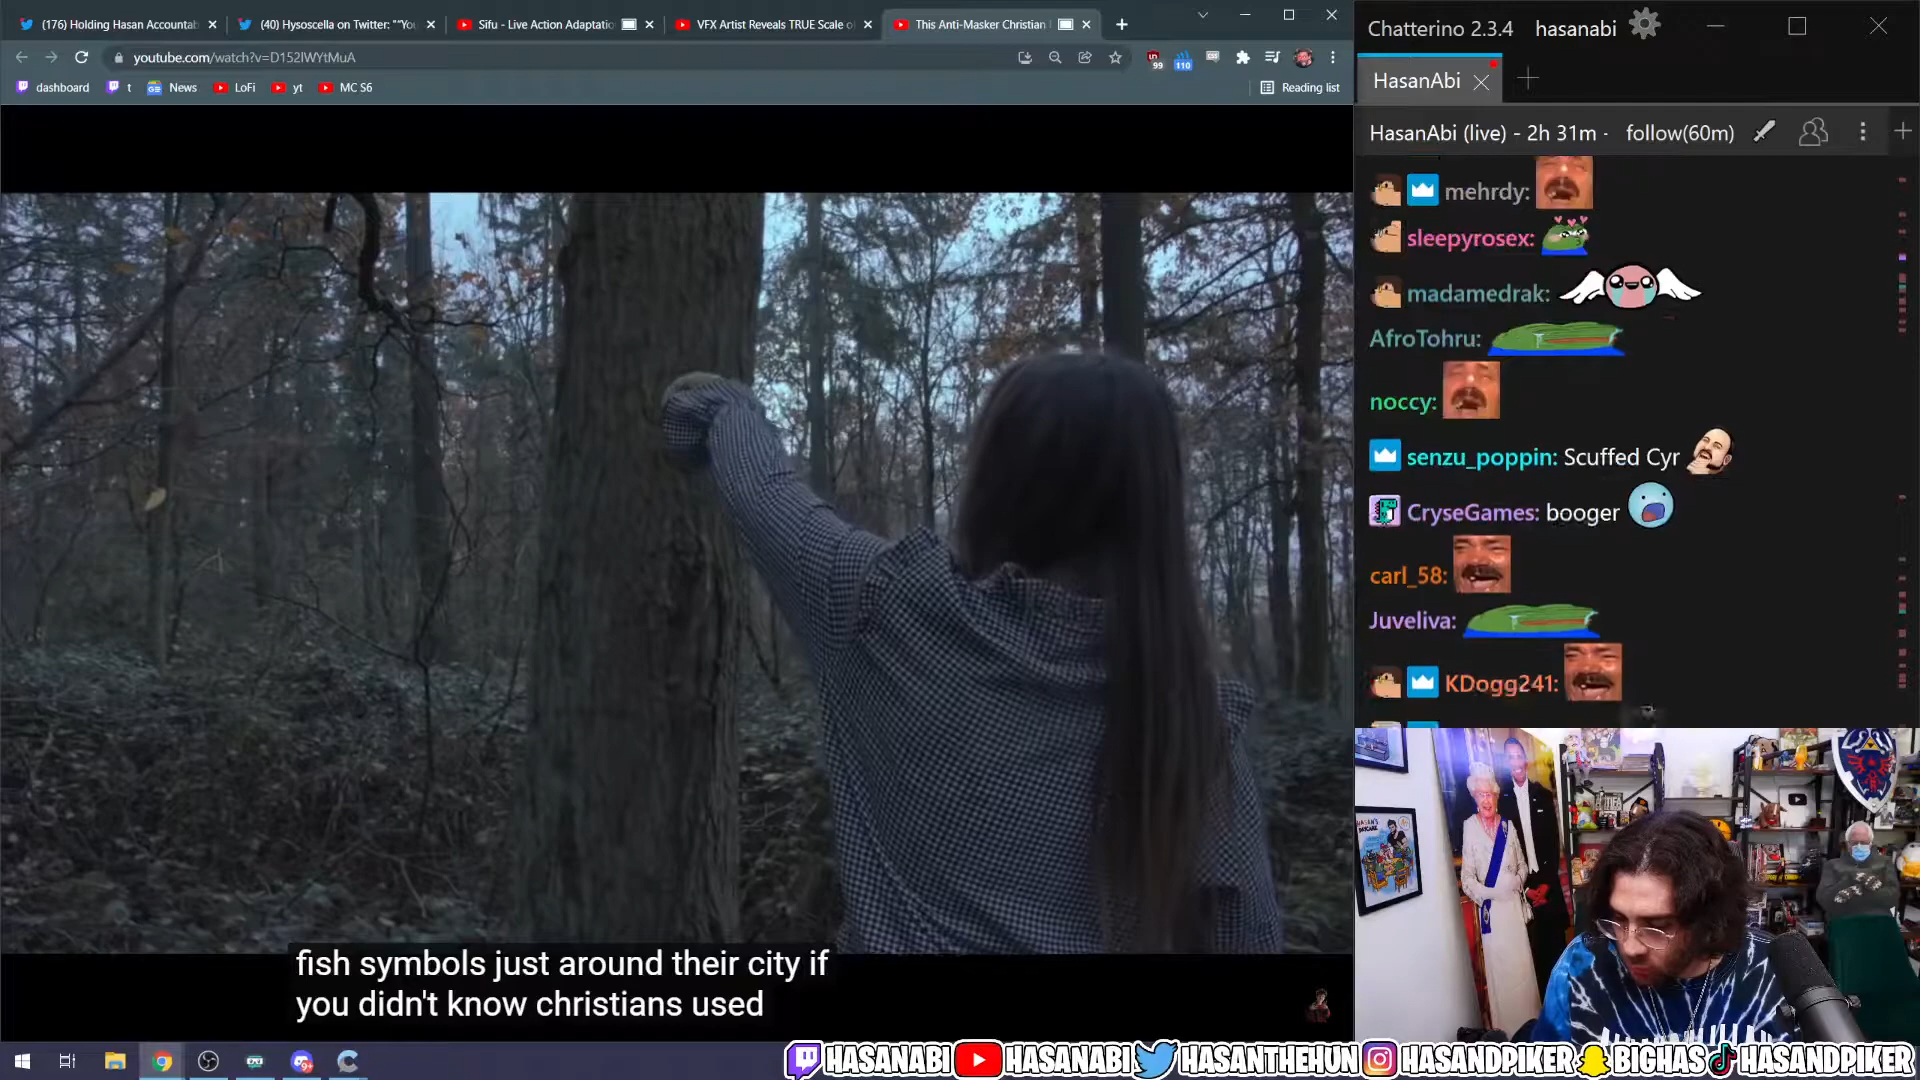 (176) Holding Hasan Accountab
(40) Hysoscella on Twitter: "“You
Sifu - Live Action Adaptatio
VFX Artist Reveals TRUE Scale o
This Anti-Masker Christian
youtube.com/watch?v=D152lWYtMuA
99
110
dashboard
t
News
LoFi
yt
MC S6
Reading list
fish symbols just around their city if
you didn't know christians used
Chatterino 2.3.4
hasanabi
HasanAbi
HasanAbi (live) - 2h 31m -
follow(60m)
mehrdy:
sleepyrosex:
madamedrak:
AfroTohru:
noccy:
senzu_poppin: Scuffed Cyr
CryseGames: booger
carl_58:
Juveliva:
KDogg241:
HASANABI
HASANABI
HASANTHEHUN
HASANDPIKER
BIGHAS
HASANDPIKER